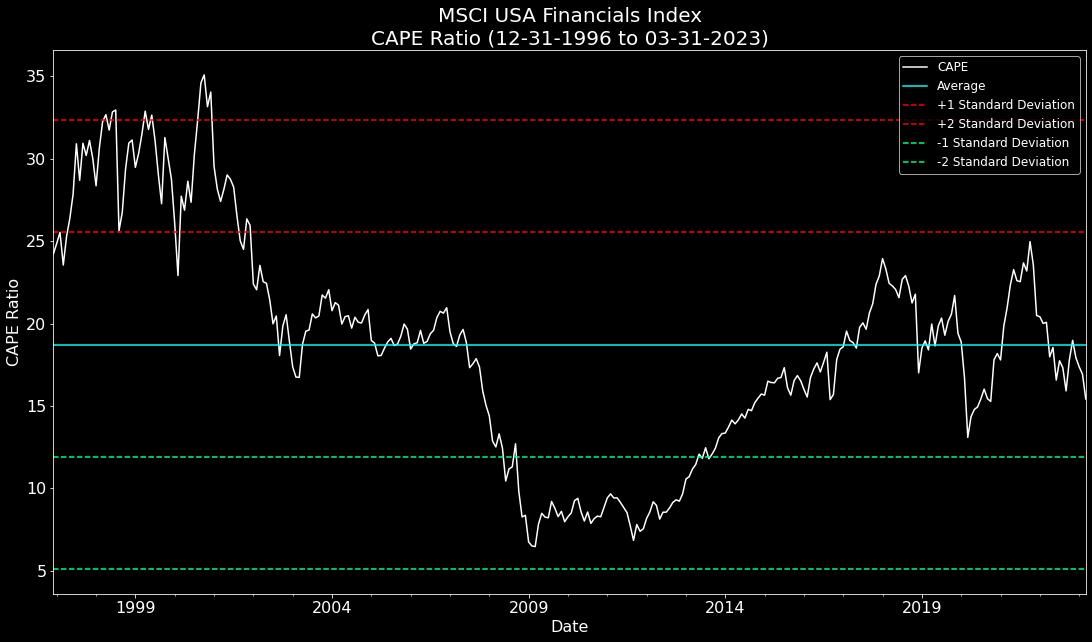 MSCI USA Financials Index
CAPE Ratio (12-31-1996 to 03-31-2023)
CAPE
Average
+1 Standard Deviation
+2 Standard Deviation
-1 Standard Deviation
-2 Standard Deviation
35
30
25
20
15
10
5
CAPE Ratio
1999
2004
2009
2014
2019
Date